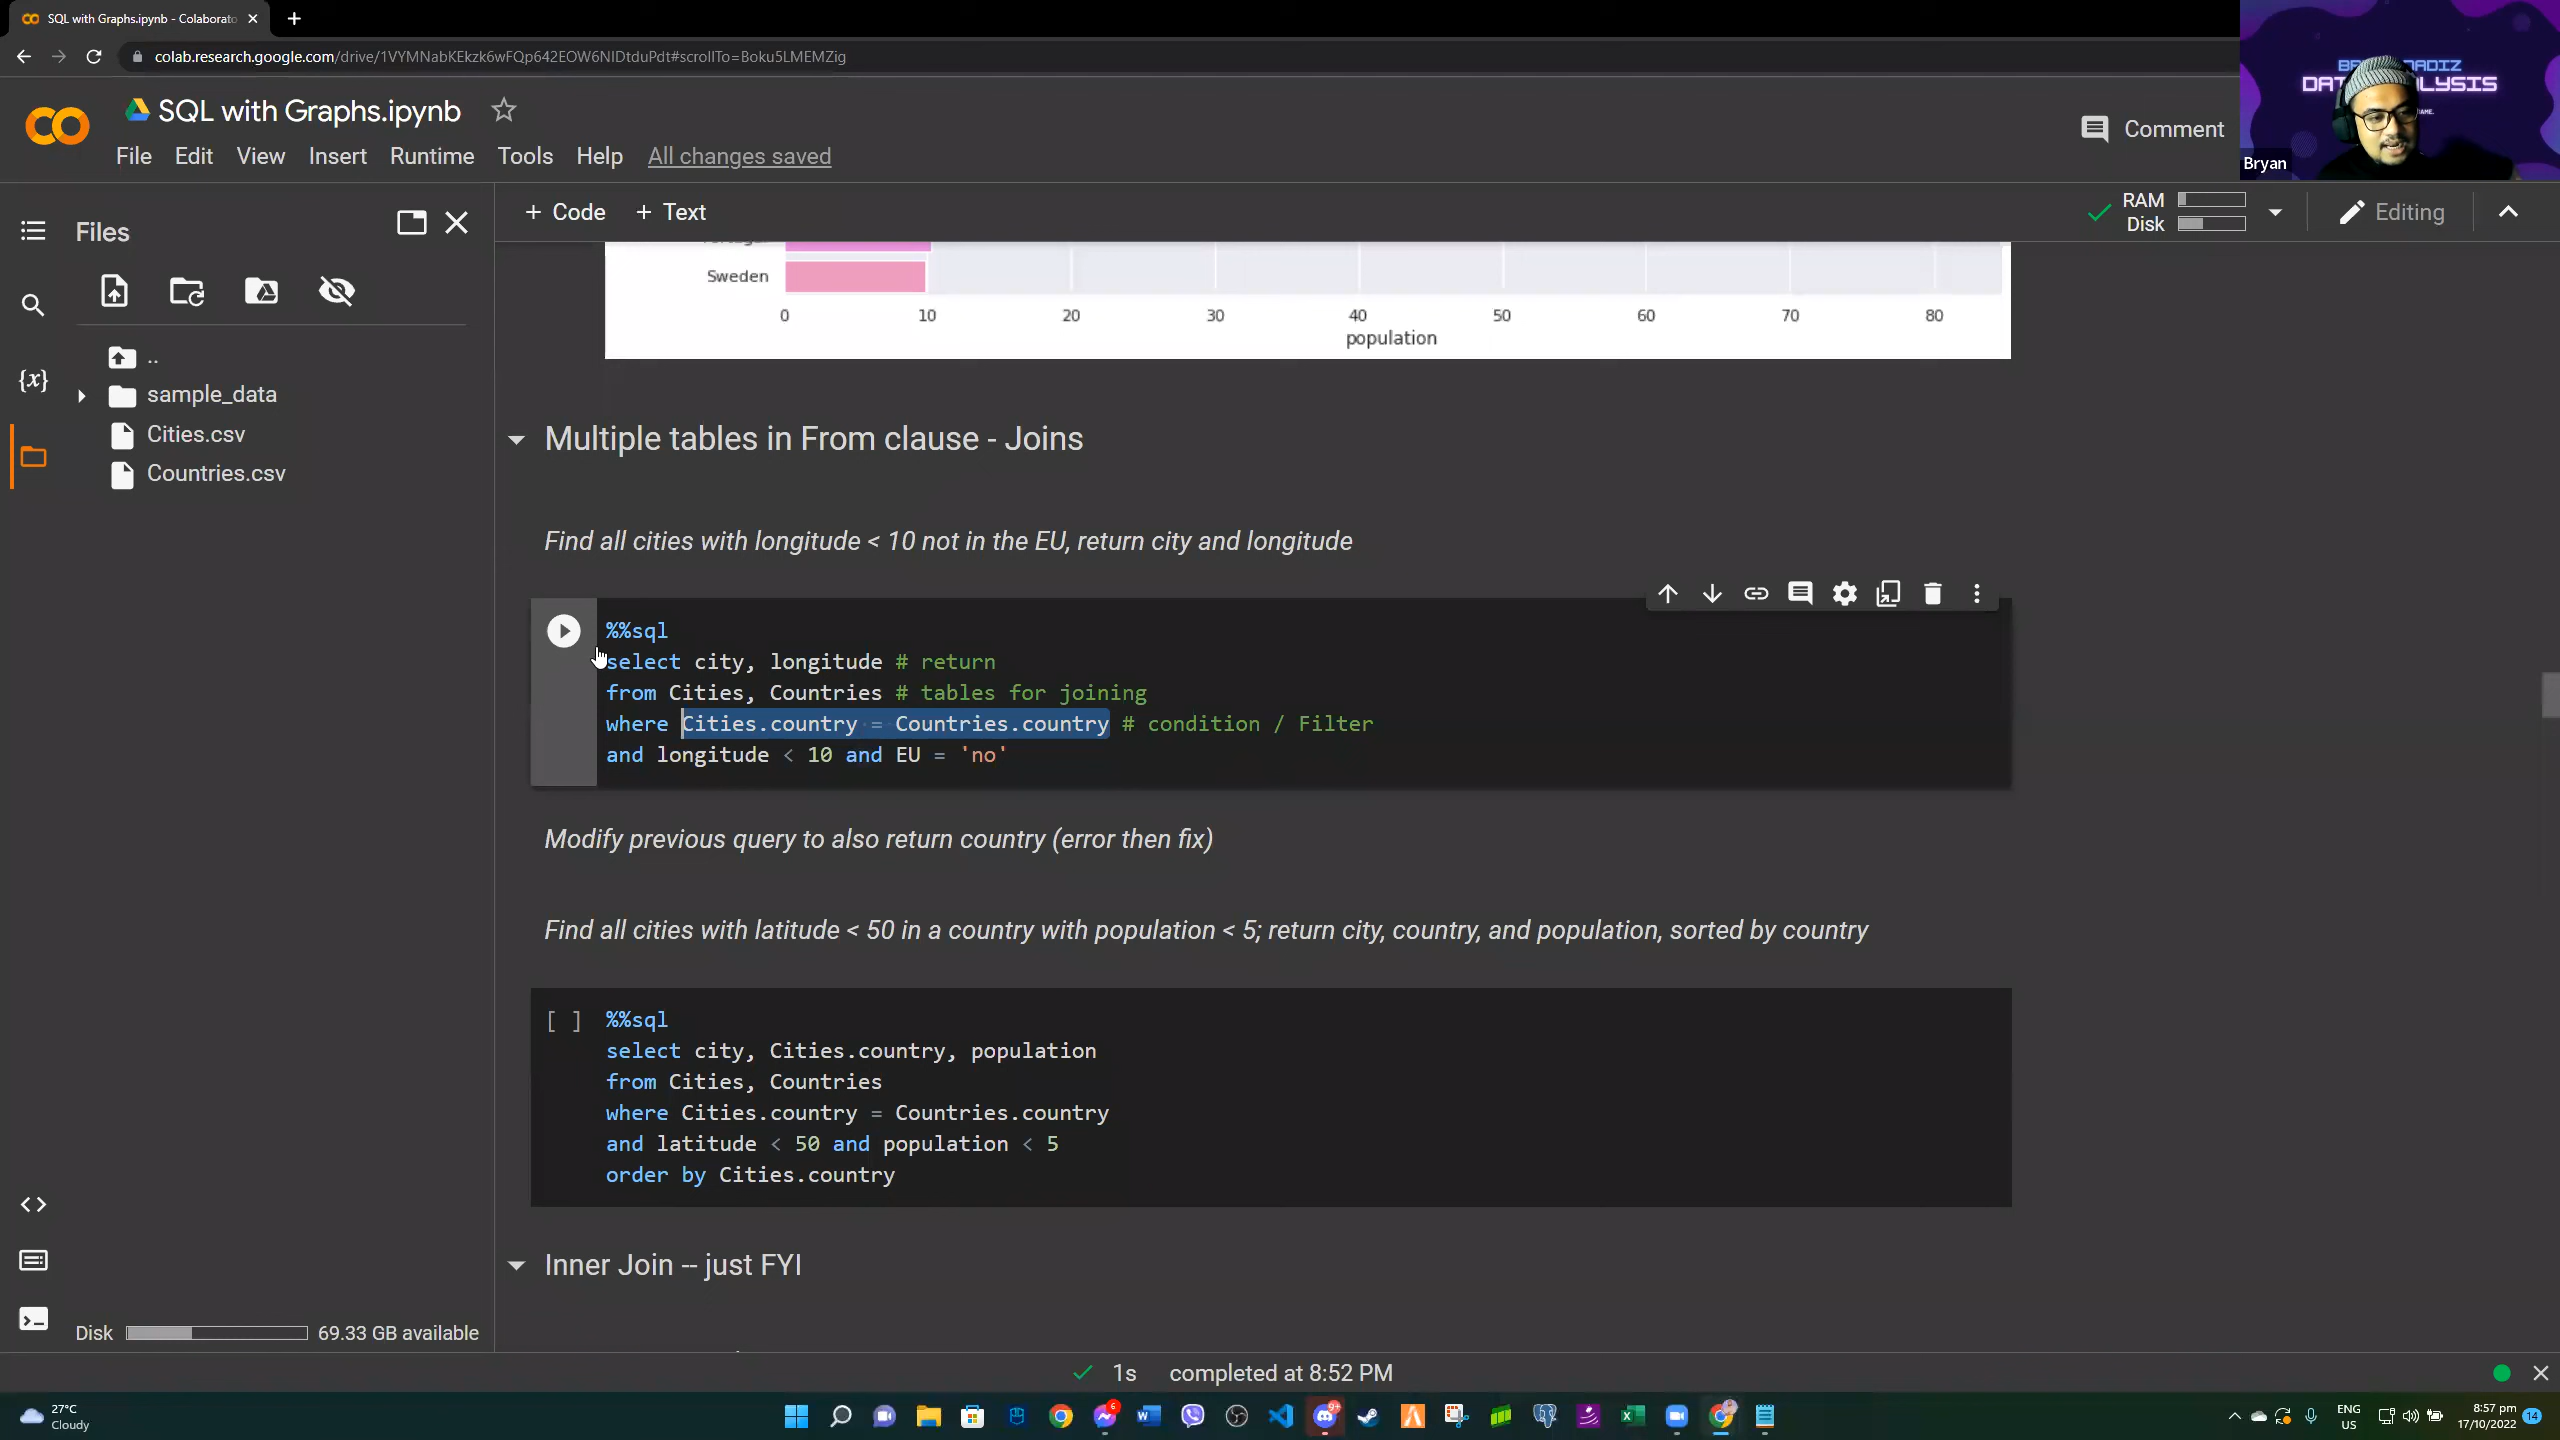 SQL with Graphs.ipynb - Colaborato
colab.research.google.com/drive/1VYMNabKEkzk6wFQp642EOW6NIDtduPdt#scrollTo=Boku5LMEMZig
SQL with Graphs.ipynb
File Edit View Insert Runtime Tools Help All changes saved
Comment
Bryan
+ Code + Text
RAM
Disk
Editing
Files
..
sample_data
Cities.csv
Countries.csv
Disk 69.33 GB available
Sweden
0 10 20 30 40 50 60 70 80
population
Multiple tables in From clause - Joins
Find all cities with longitude < 10 not in the EU, return city and longitude
%%sql
select city, longitude # return
from Cities, Countries # tables for joining
where Cities.country = Countries.country # condition / Filter
and longitude < 10 and EU = 'no'
Modify previous query to also return country (error then fix)
Find all cities with latitude < 50 in a country with population < 5; return city, country, and population, sorted by country
[ ] %%sql
select city, Cities.country, population
from Cities, Countries
where Cities.country = Countries.country
and latitude < 50 and population < 5
order by Cities.country
Inner Join -- just FYI
1s completed at 8:52 PM
27°C
Cloudy
ENG
US
8:57 pm
17/10/2022
14